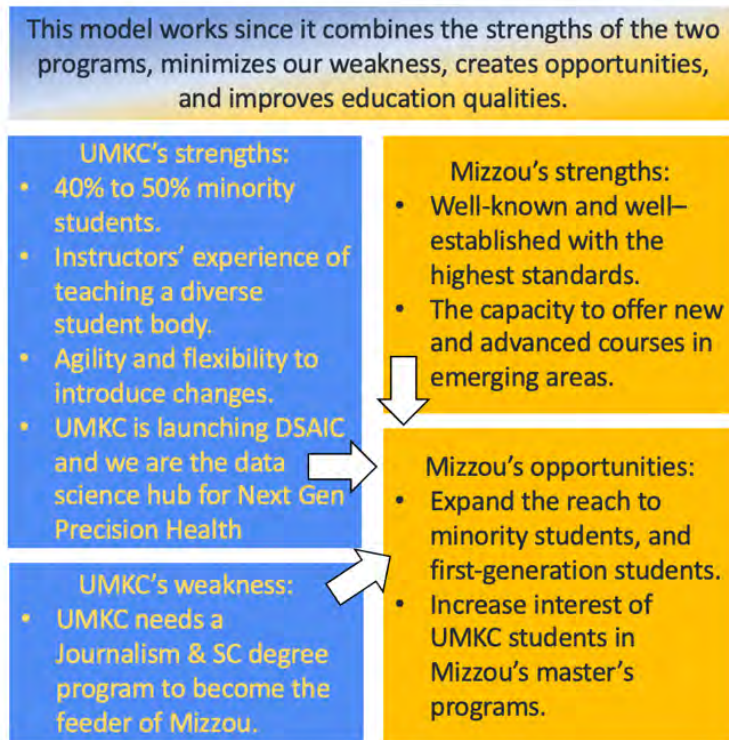 This model works since it combines the strengths of the two
programs, minimizes our weakness, creates opportunities,
and improves education qualities.
UMKC's strengths:
• 40% to 50% minority
students.
• Instructors' experience of
teaching a diverse
student body.
• Agility and flexibility to
introduce changes.
• UMKC is launching DSAIC
and we are the data
science hub for Next Gen
Precision Health
UMKC's weakness:
• UMKC needs a
Journalism & SC degree
program to become the
feeder of Mizzou.
Mizzou's strengths:
• Well-known and well–
established with the
highest standards.
• The capacity to offer new
and advanced courses in
emerging areas.
Mizzou's opportunities:
• Expand the reach to
minority students, and
first-generation students.
• Increase interest of
UMKC students in
Mizzou's master's
programs.